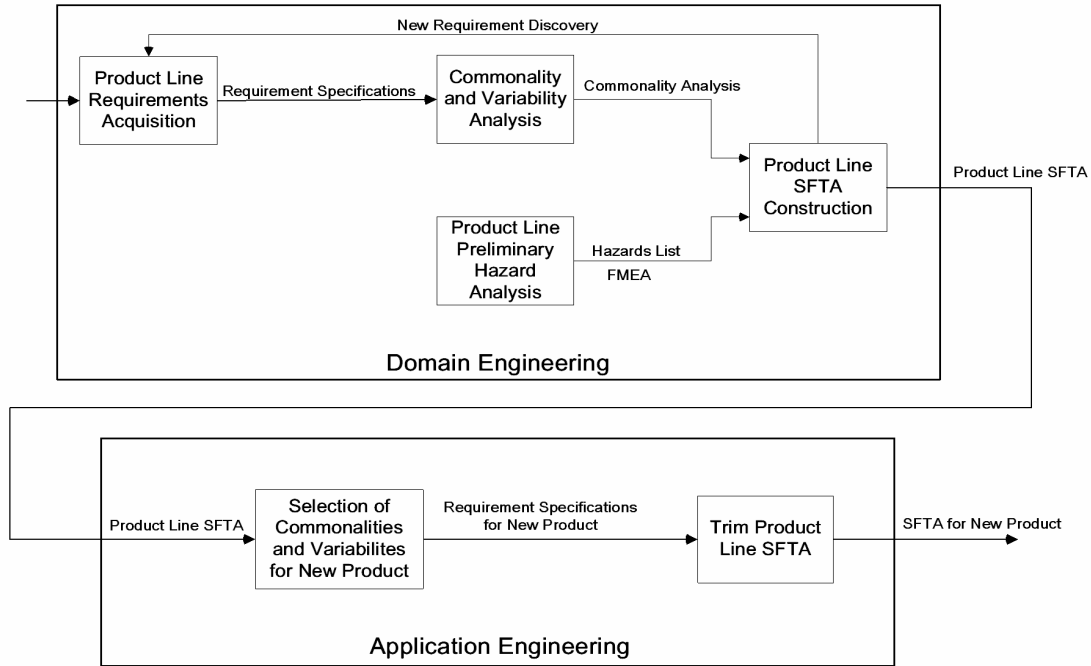 New Requirement Discovery
Product Line
Requirements
Acquisition
Requirement Specifications
Commonality
and Variability
Analysis
Commonality Analysis
Product Line
SFTA
Construction
Product Line SFTA
Product Line
Preliminary
Hazard
Analysis
Hazards List
FMEA
Domain Engineering
Product Line SFTA
Selection of
Commonalities
and Variabilites
for New Product
Requirement Specifications
for New Product
Trim Product
Line SFTA
SFTA for New Product
Application Engineering